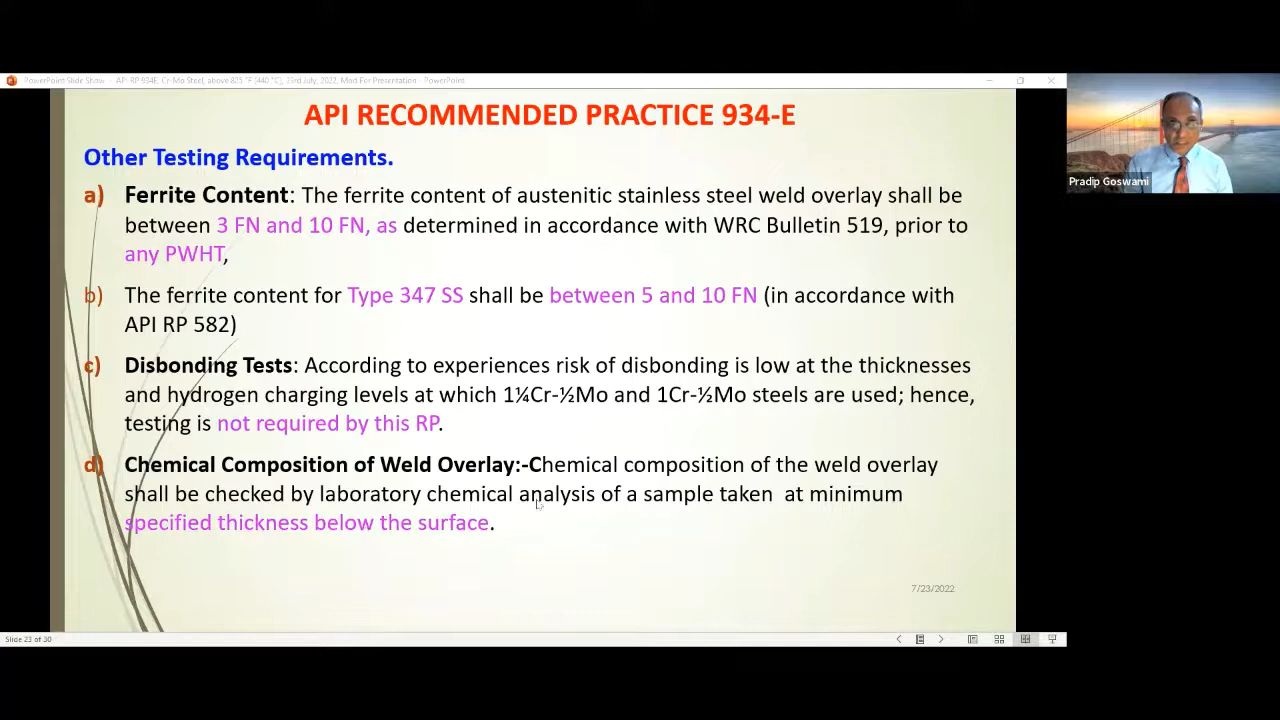 PowerPoint Slide Show - API RP 934E, Cr-Mo Steel, above 825 °F (440 °C), 23rd July, 2022, Mod For Presentation - PowerPoint
API RECOMMENDED PRACTICE 934-E
Other Testing Requirements.
a) Ferrite Content: The ferrite content of austenitic stainless steel weld overlay shall be
between 3 FN and 10 FN, as determined in accordance with WRC Bulletin 519, prior to
any PWHT,
b) The ferrite content for Type 347 SS shall be between 5 and 10 FN (in accordance with
API RP 582)
c) Disbonding Tests: According to experiences risk of disbonding is low at the thicknesses
and hydrogen charging levels at which 1¼Cr-½Mo and 1Cr-½Mo steels are used; hence,
testing is not required by this RP.
d) Chemical Composition of Weld Overlay:-Chemical composition of the weld overlay
shall be checked by laboratory chemical analysis of a sample taken at minimum
specified thickness below the surface.
7/23/2022
Slide 23 of 30
Pradip Goswami